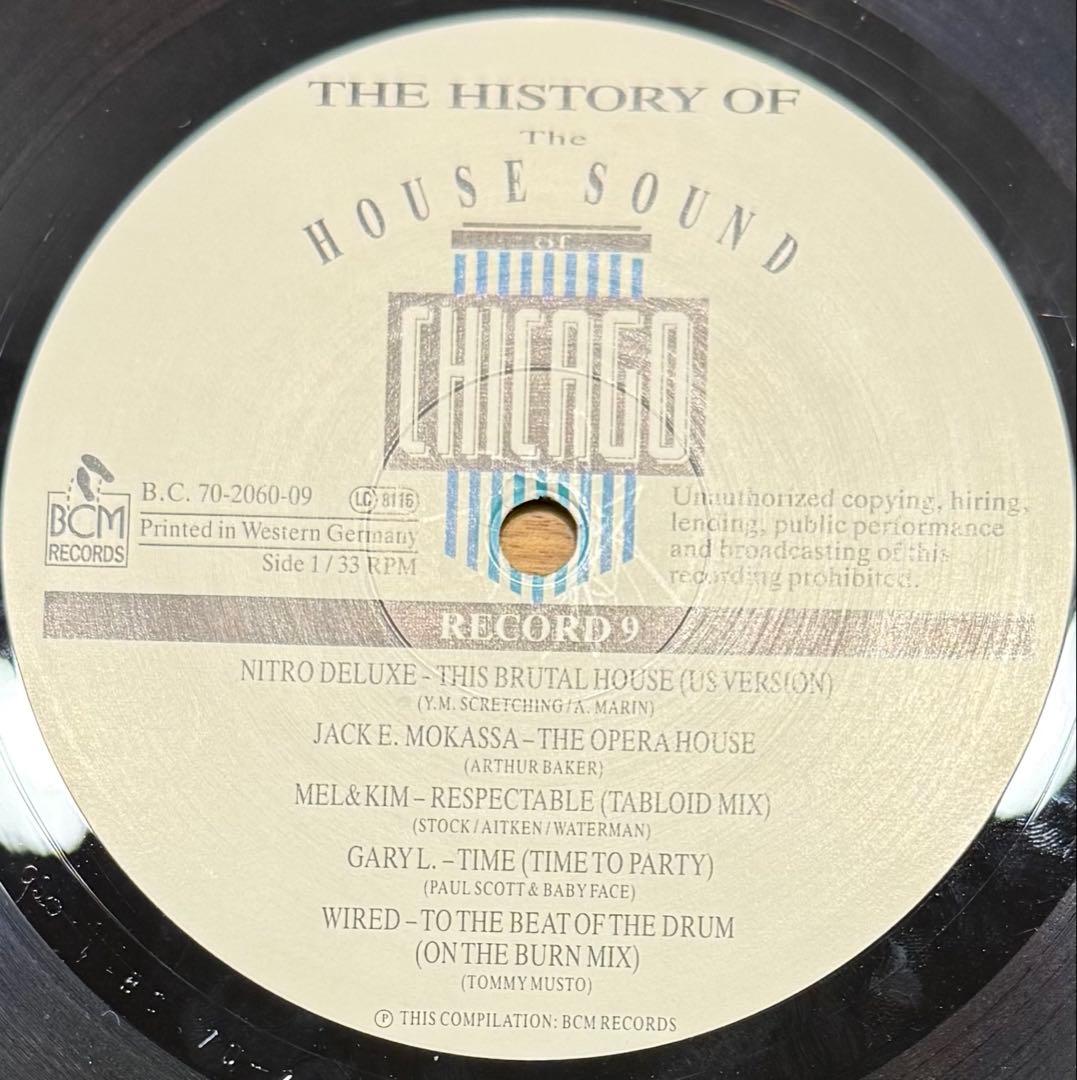 THE HISTORY OF
The
HOUSE SOUND
of
CHICAGO
BCM
RECORDS
B.C. 70-2060-09 LC 8116
Printed in Western Germany
Side 1 / 33 RPM
Unauthorized copying, hiring,
lending, public performance
and broadcasting of this
recording prohibited.
RECORD 9
NITRO DELUXE – THIS BRUTAL HOUSE (US VERSION)
(Y.M. SCRETCHING / A. MARIN)
JACK E. MOKASSA – THE OPERA HOUSE
(ARTHUR BAKER)
MEL & KIM – RESPECTABLE (TABLOID MIX)
(STOCK / AITKEN / WATERMAN)
GARY L. – TIME (TIME TO PARTY)
(PAUL SCOTT & BABY FACE)
WIRED – TO THE BEAT OF THE DRUM
(ON THE BURN MIX)
(TOMMY MUSTO)
Ⓟ THIS COMPILATION: BCM RECORDS